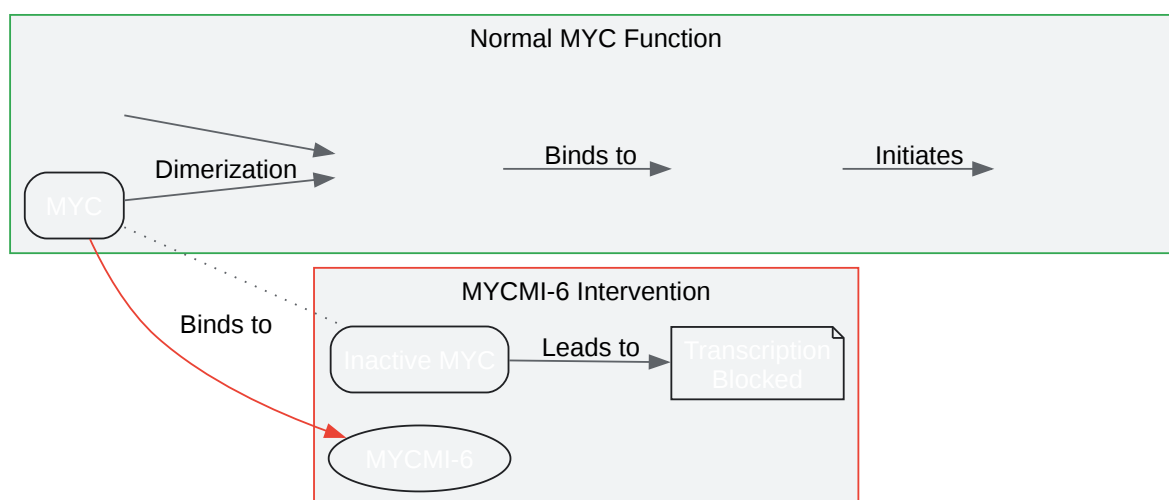 Normal MYC Function
Dimerization
Binds to
Initiates
MYC
MYCMI-6 Intervention
Binds to
Inactive MYC
Leads to
Transcription
Blocked
MYCMI-6